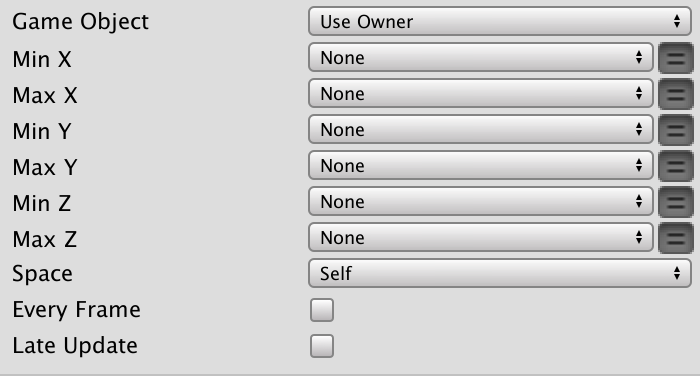 Game Object Use Owner
Min X None
Max X None
Min Y None
Max Y None
Min Z None
Max Z None
Space Self
Every Frame
Late Update